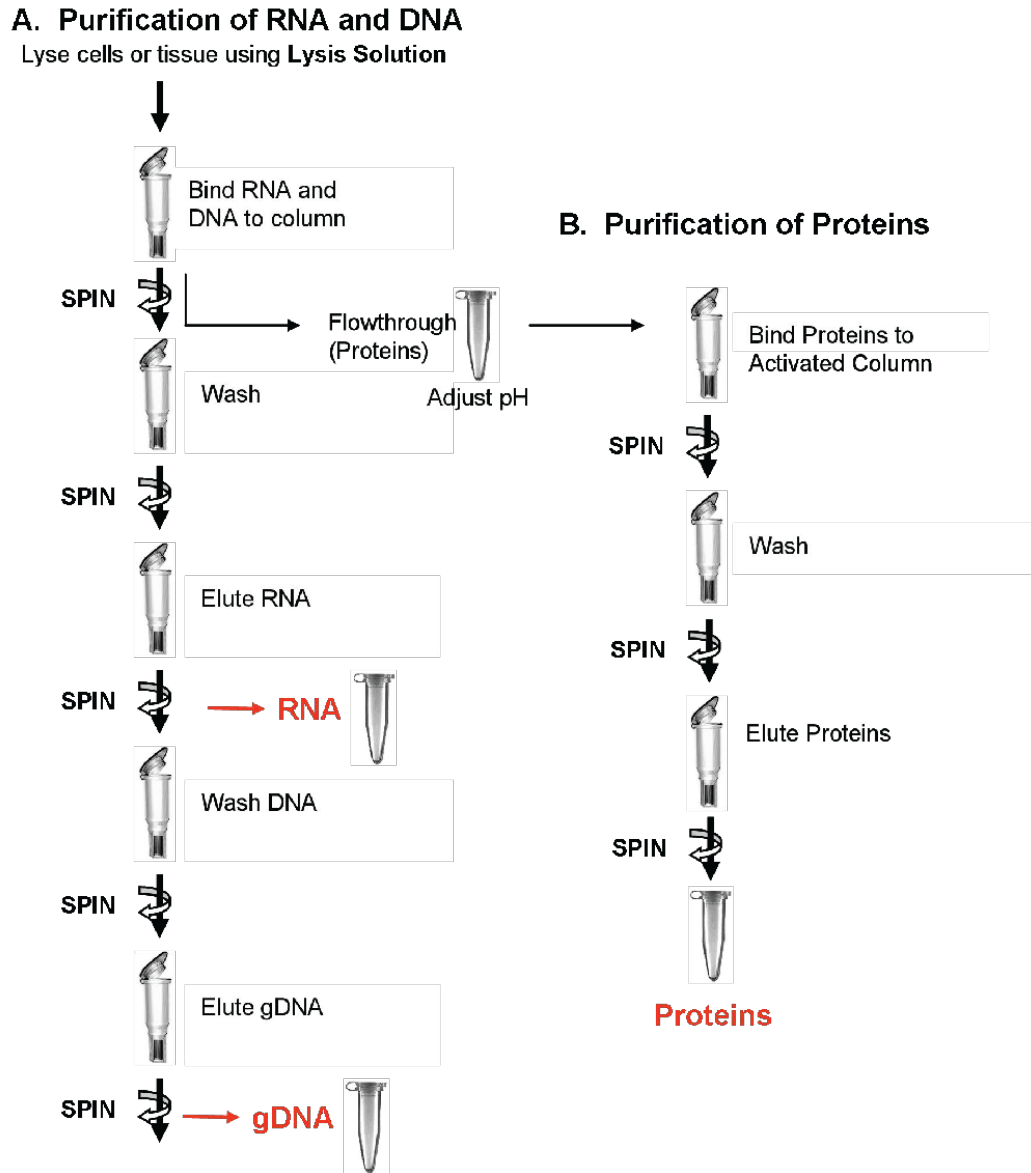 A. Purification of RNA and DNA
Lyse cells or tissue using Lysis Solution
Bind RNA and
DNA to column
SPIN
Flowthrough
(Proteins)
Adjust pH
Wash
SPIN
Elute RNA
SPIN
RNA
Wash DNA
SPIN
Elute gDNA
SPIN
gDNA
B. Purification of Proteins
Bind Proteins to
Activated Column
SPIN
Wash
SPIN
Elute Proteins
SPIN
Proteins